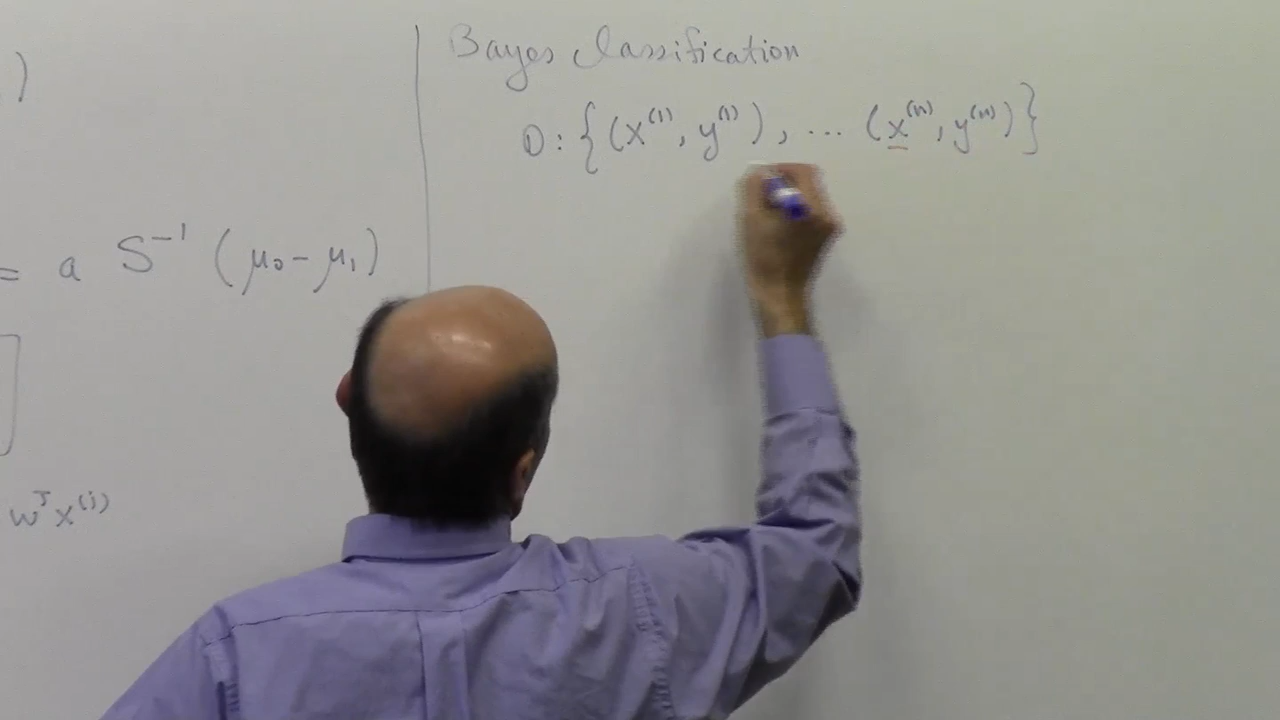 )
= a S⁻¹ (μ₀ - μ₁)
wᵀx⁽ʲ⁾
Bayes Classification
D: {(x⁽¹⁾, y⁽¹⁾), ... (x⁽ⁿ⁾, y⁽ⁿ⁾)}